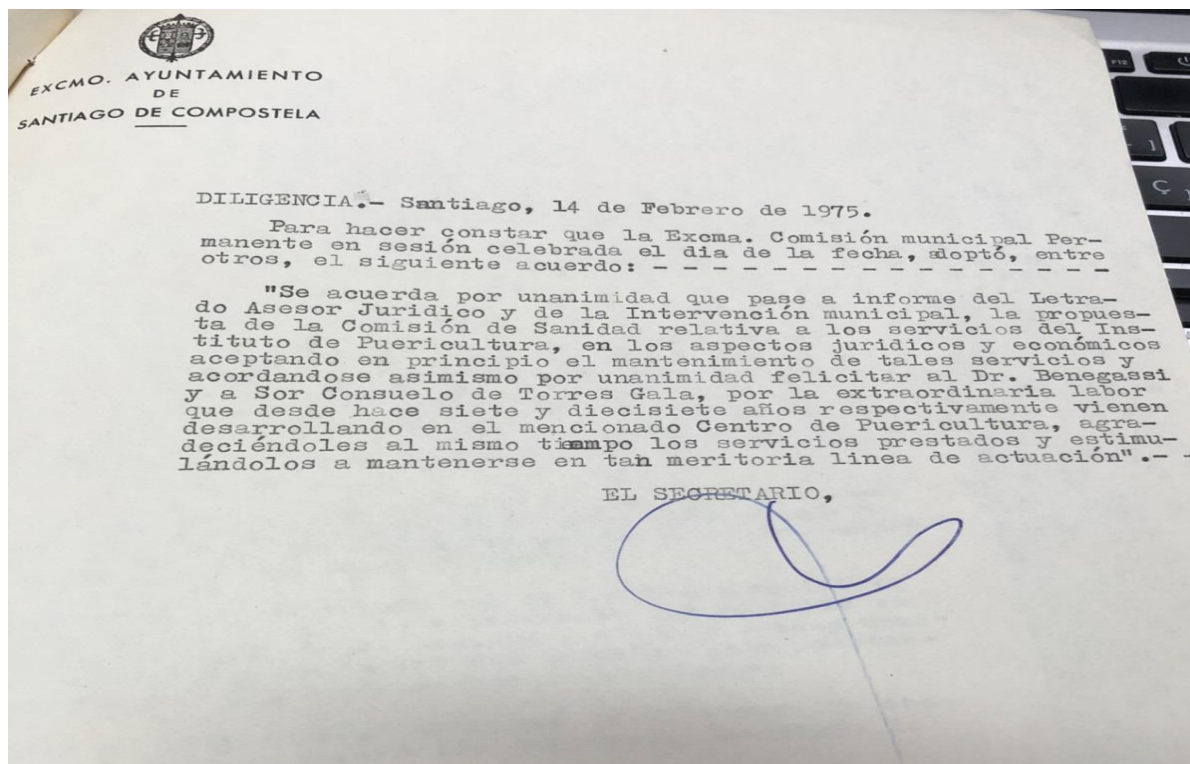 EXCMO. AYUNTAMIENTO
DE
SANTIAGO DE COMPOSTELA
DILIGENCIA.- Santiago, 14 de Febrero de 1975.
Para hacer constar que la Excma. Comisión municipal Per-
manente en sesión celebrada el dia de la fecha, adoptó, entre
otros, el siguiente acuerdo: - - - - - - - - - - - - - - - - -
"Se acuerda por unanimidad que pase a informe del Letra-
do Asesor Juridico y de la Intervención municipal, la propues-
ta de la Comisión de Sanidad relativa a los servicios del Ins-
tituto de Puericultura, en los aspectos juridicos y económicos
aceptando en principio el mantenimiento de tales servicios y
acordandose asimismo por unanimidad felicitar al Dr. Benegassi
y a Sor Consuelo de Torres Gala, por la extraordinaria labor
que desde hace siete y diecisiete años respectivamente vienen
desarrollando en el mencionado Centro de Puericultura, agra-
deciéndoles al mismo tiempo los servicios prestados y estimu-
lándolos a mantenerse en tan meritoria linea de actuación".- -
EL SECRETARIO,
F12
Ç